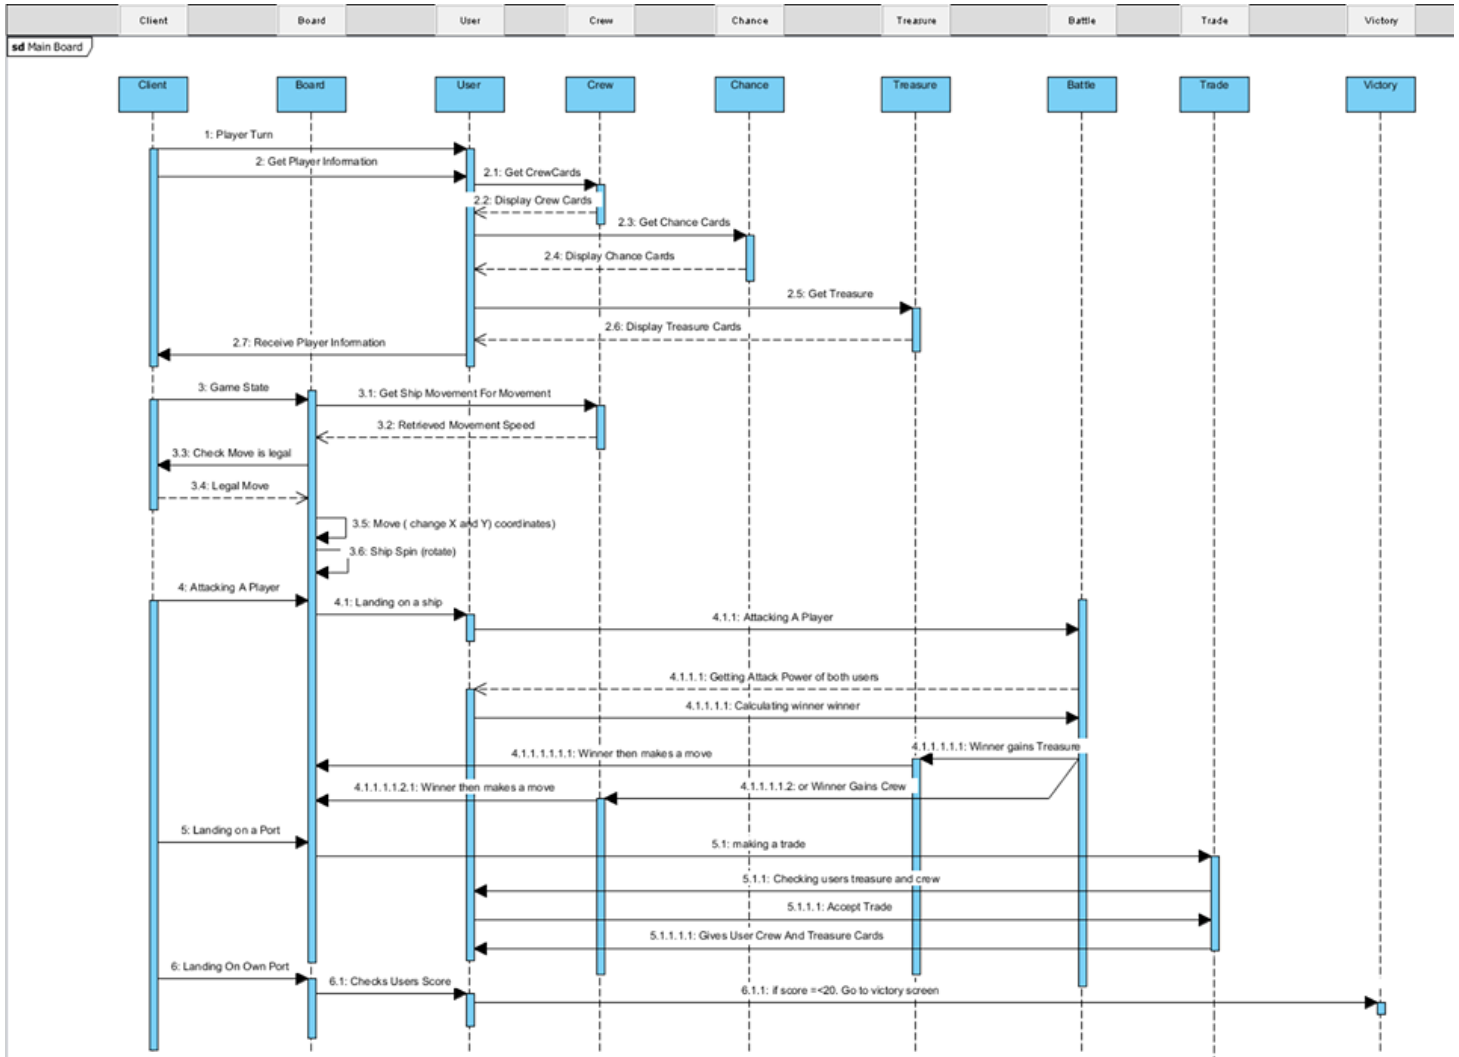 Client Board User Crew Chance Treasure Battle Trade Victory
sd Main Board
Client Board User Crew Chance Treasure Battle Trade Victory
1: Player Turn
2: Get Player Information
2.1: Get CrewCards
2.2: Display Crew Cards
2.3: Get Chance Cards
2.4: Display Chance Cards
2.5: Get Treasure
2.6: Display Treasure Cards
2.7: Receive Player Information
3: Game State
3.1: Get Ship Movement For Movement
3.2: Retrieved Movement Speed
3.3: Check Move is legal
3.4: Legal Move
3.5: Move ( change X and Y) coordinates)
3.6: Ship Spin (rotate)
4: Attacking A Player
4.1: Landing on a ship
4.1.1: Attacking A Player
4.1.1.1: Getting Attack Power of both users
4.1.1.1.1: Calculating winner winner
4.1.1.1.1.1: Winner gains Treasure
4.1.1.1.1.1.1: Winner then makes a move
4.1.1.1.1.2: or Winner Gains Crew
4.1.1.1.1.2.1: Winner then makes a move
5: Landing on a Port
5.1: making a trade
5.1.1: Checking users treasure and crew
5.1.1.1: Accept Trade
5.1.1.1.1: Gives User Crew And Treasure Cards
6: Landing On Own Port
6.1: Checks Users Score
6.1.1: if score =<20. Go to victory screen